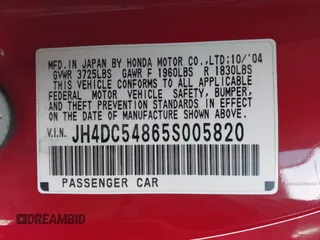 MFD. IN JAPAN BY HONDA MOTOR CO.,LTD:10/'04
GVWR 3725LBS GAWR F 1960LBS R 1830LBS
THIS VEHICLE CONFORMS TO ALL APPLICABLE
FEDERAL MOTOR VEHICLE SAFETY, BUMPER,
AND THEFT PREVENTION STANDARDS IN EFFECT
ON THE DATE OF MANUFACTURE SHOWN ABOVE.
V.I.N. JH4DC54865S005820
PASSENGER CAR
DREAMBID